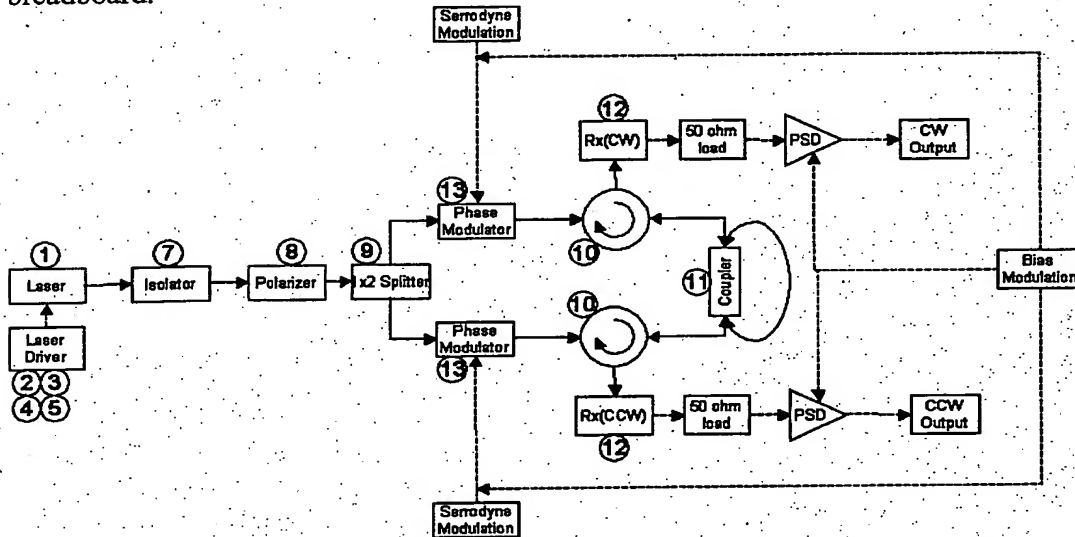 breadboard.
Serrodyne
Modulation
12
Rx(CW)
50 ohm
load
PSD
CW
Output
13
Phase
Modulator
10
1
7
8
9
Laser
Isolator
Polarizer
1x2 Splitter
11
Coupler
Bias
Modulation
10
Laser
Driver
2 3
4 5
Phase
Modulator
13
Rx(CCW)
12
50 ohm
load
PSD
CCW
Output
Serrodyne
Modulation